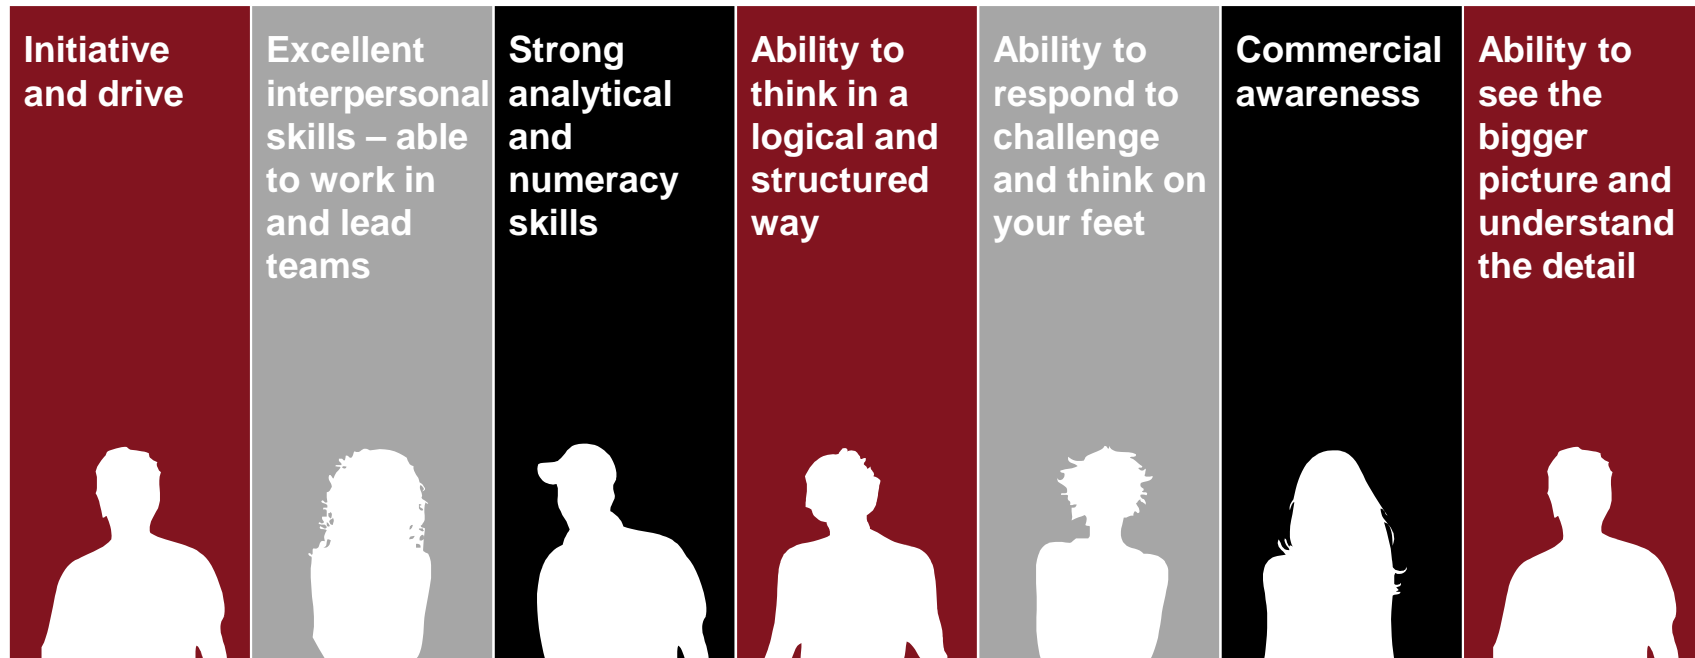 Initiative
and drive
Excellent
interpersonal
skills – able
to work in
and lead
teams
Strong
analytical
and
numeracy
skills
Ability to
think in a
logical and
structured
way
Ability to
respond to
challenge
and think on
your feet
Commercial
awareness
Ability to
see the
bigger
picture and
understand
the detail